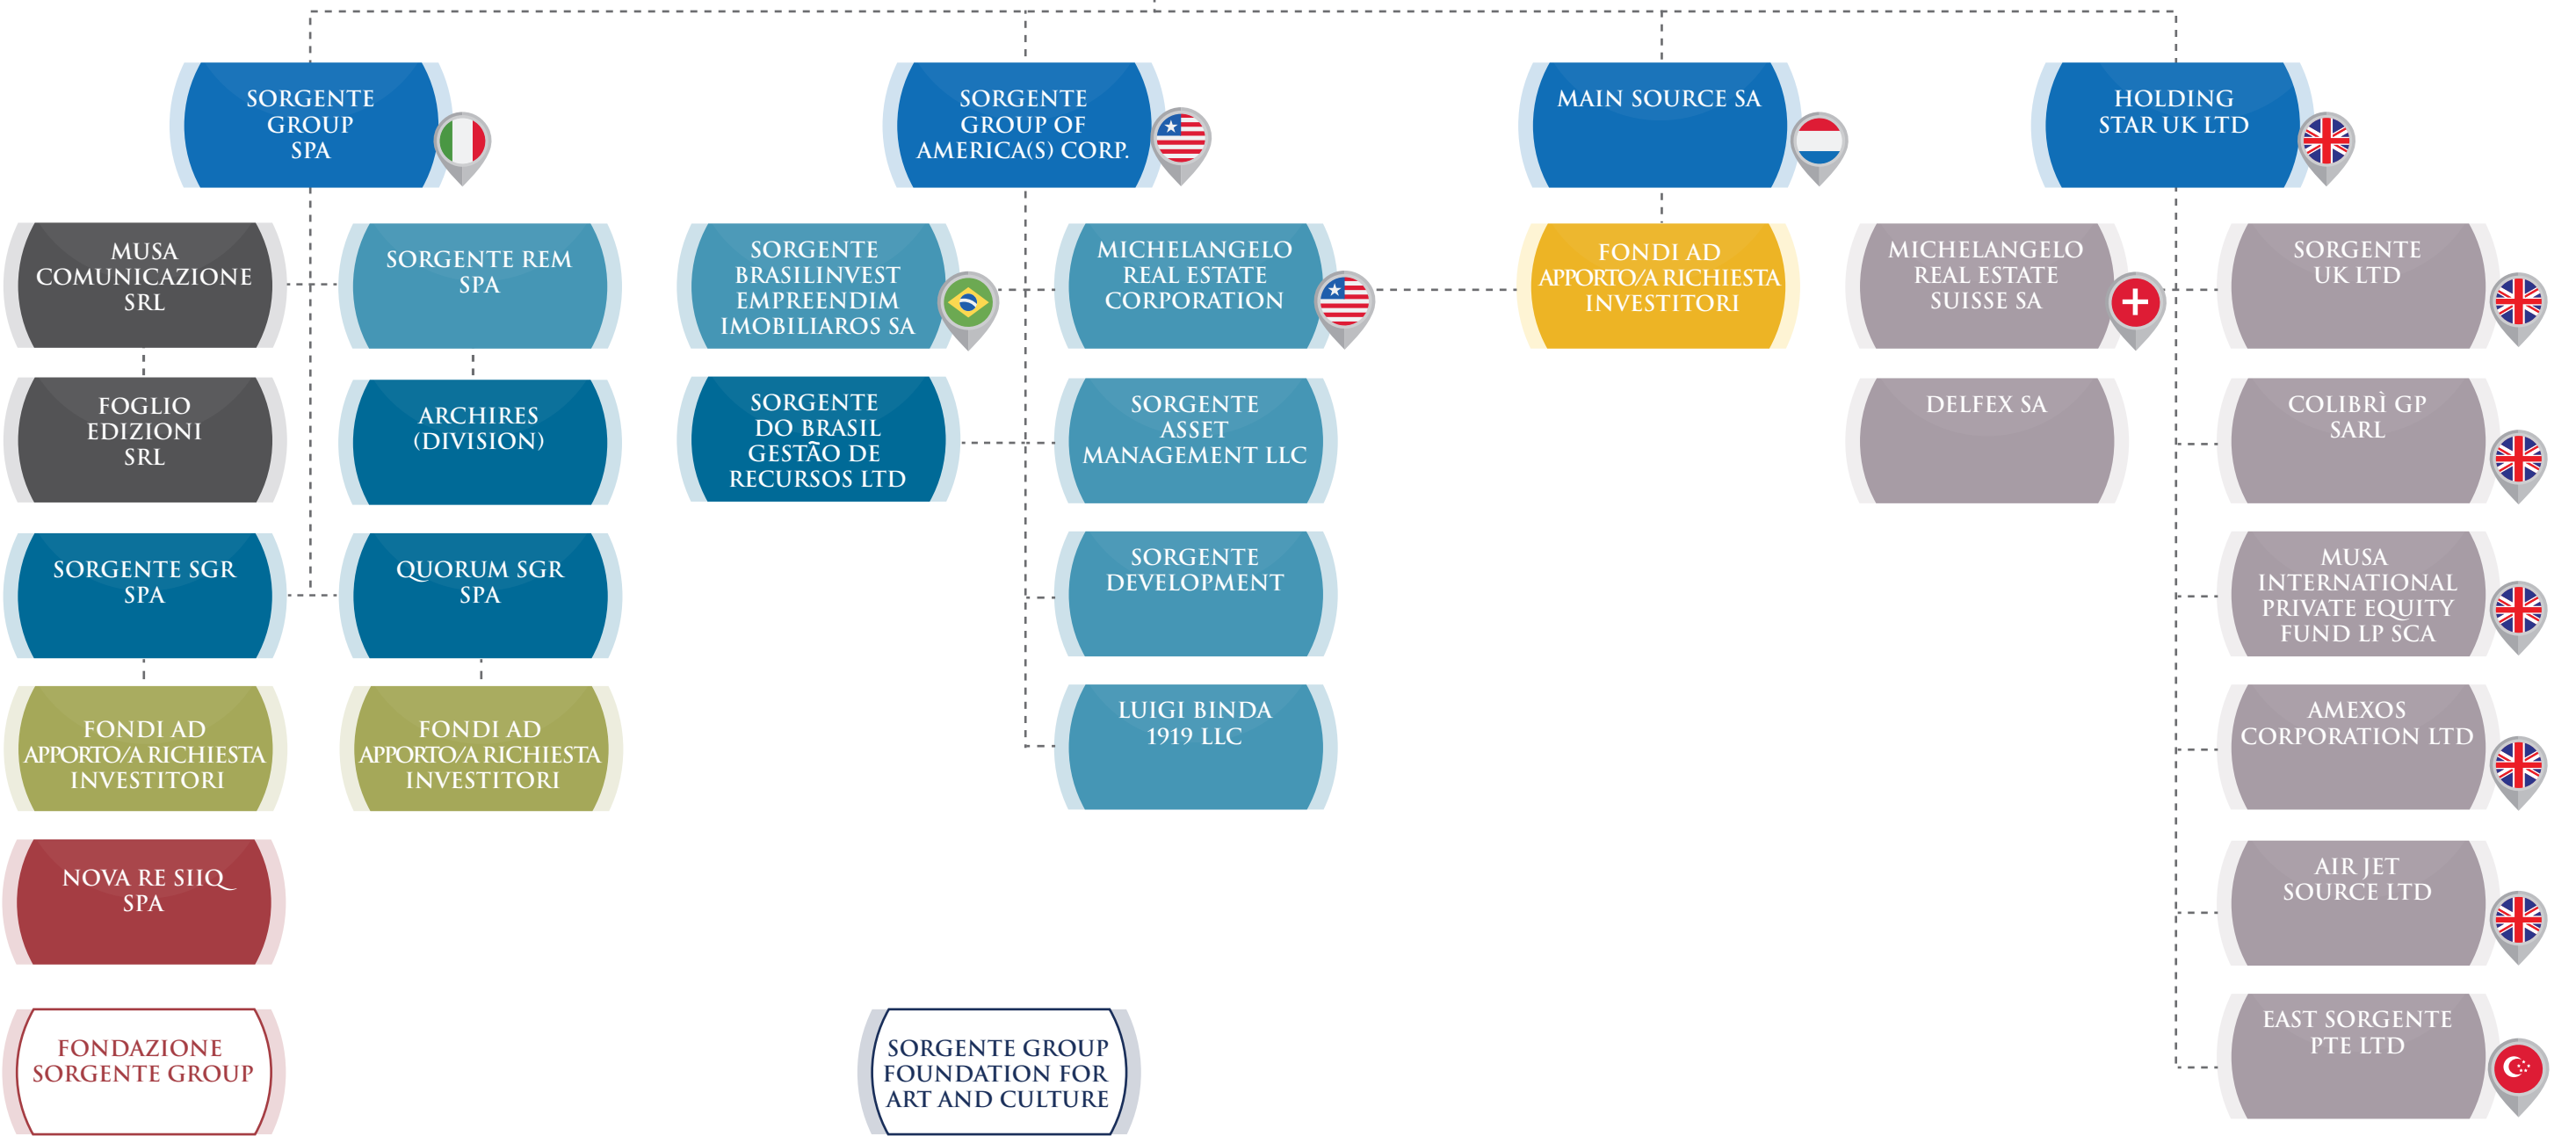 SORGENTE
GROUP
SPA
SORGENTE
GROUP OF
AMERICA(S) CORP.
MAIN SOURCE SA
HOLDING
STAR UK LTD
MUSA
COMUNICAZIONE
SRL
SORGENTE REM
SPA
SORGENTE
BRASILINVEST
EMPREENDIM
IMOBILIAROS SA
MICHELANGELO
REAL ESTATE
CORPORATION
FONDI AD
APPORTO/A RICHIESTA
INVESTITORI
MICHELANGELO
REAL ESTATE
SUISSE SA
SORGENTE
UK LTD
FOGLIO
EDIZIONI
SRL
ARCHIRES
(DIVISION)
SORGENTE
DO BRASIL
GESTÃO DE
RECURSOS LTD
SORGENTE
ASSET
MANAGEMENT LLC
DELFEX SA
COLIBRÌ GP
SARL
SORGENTE SGR
SPA
QUORUM SGR
SPA
SORGENTE
DEVELOPMENT
MUSA
INTERNATIONAL
PRIVATE EQUITY
FUND LP SCA
FONDI AD
APPORTO/A RICHIESTA
INVESTITORI
FONDI AD
APPORTO/A RICHIESTA
INVESTITORI
LUIGI BINDA
1919 LLC
AMEXOS
CORPORATION LTD
NOVA RE SIIQ
SPA
AIR JET
SOURCE LTD
FONDAZIONE
SORGENTE GROUP
SORGENTE GROUP
FOUNDATION FOR
ART AND CULTURE
EAST SORGENTE
PTE LTD